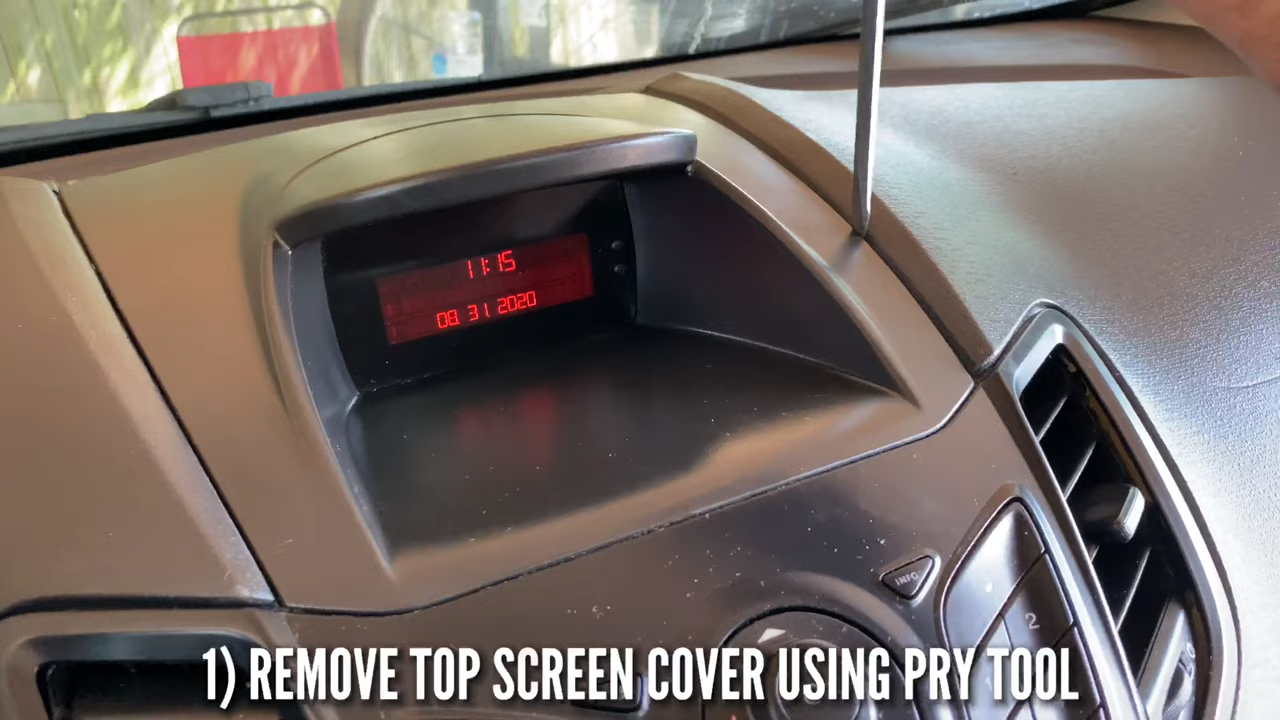 11:15
08. 31 2020
INFO
2
1) REMOVE TOP SCREEN COVER USING PRY TOOL